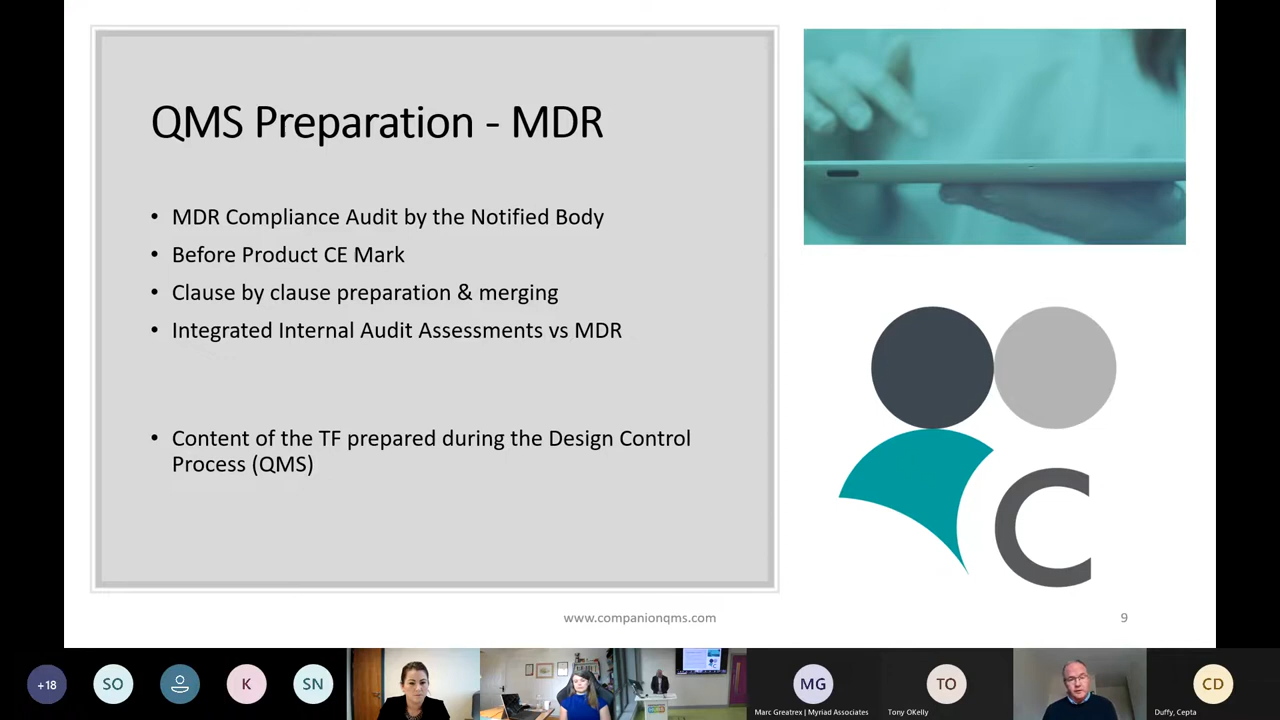 QMS Preparation - MDR
• MDR Compliance Audit by the Notified Body
• Before Product CE Mark
• Clause by clause preparation & merging
• Integrated Internal Audit Assessments vs MDR
• Content of the TF prepared during the Design Control
Process (QMS)
C
www.companionqms.com
9
+18
SO
K
SN
MG
Marc Greatrex | Myriad Associates
TO
Tony OKelly
CD
Duffy, Cepta